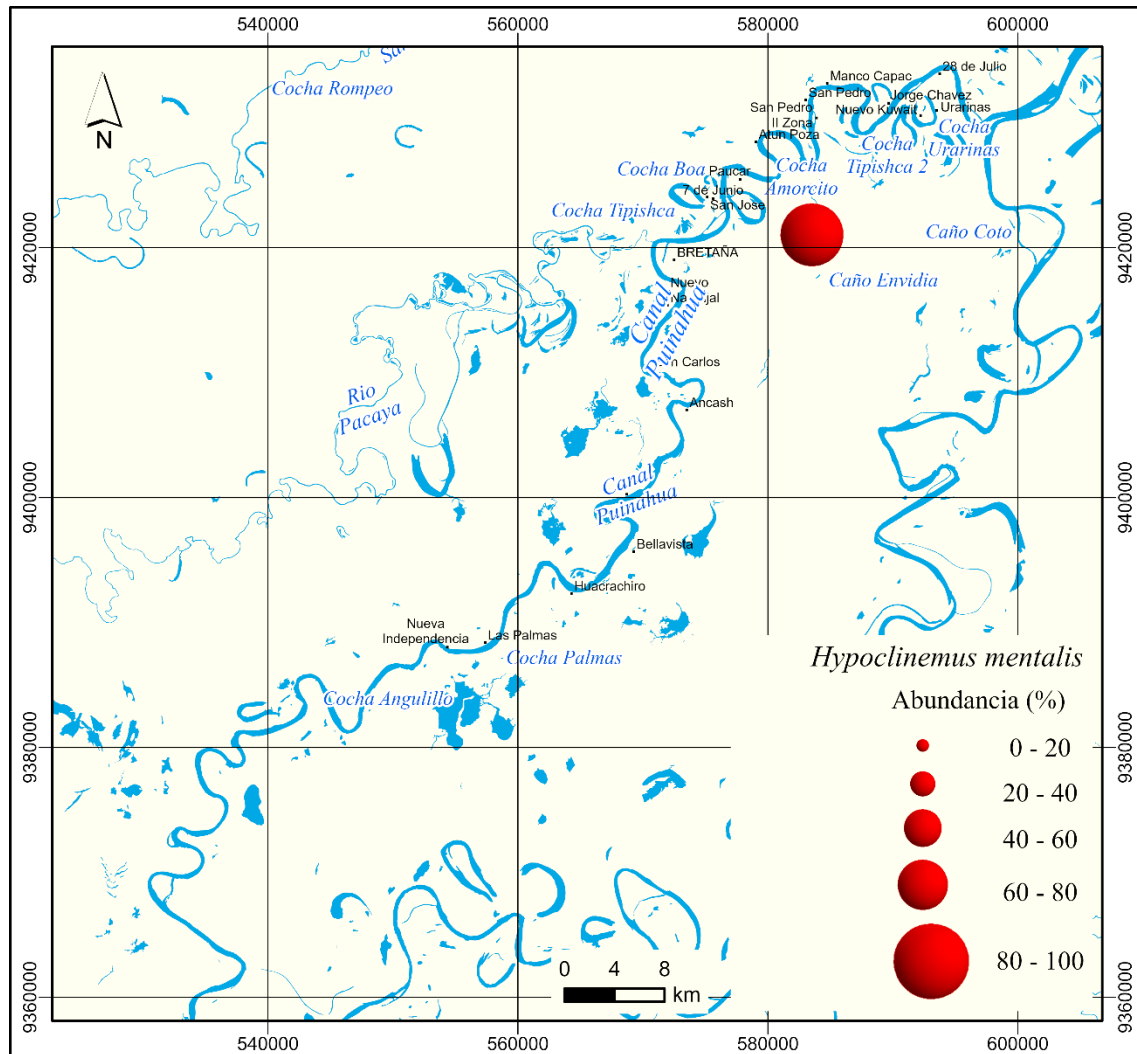 540000
560000
580000
600000
N
Sa
Cocha Rompeo
Manco Capac
28 de Julio
San Pedro
Jorge Chavez
San Pedro
Nuevo Kuwait
Urarinas
II Zona
Atun Poza
Cocha
Urarinas
Cocha
Tipishca 2
Cocha Boa
Paucar
Cocha
Amorcito
7 de Junio
San Jose
Cocha Tipishca
Caño Coto
9420000
9420000
BRETAÑA
Caño Envidia
Nuevo
Canal
Puinahua
Carlos
Rio
Pacaya
Ancash
Canal
Puinahua
9400000
9400000
Bellavista
Huacrachiro
Nueva
Independencia
Las Palmas
Cocha Palmas
Cocha Angulillo
Hypoclinemus mentalis
Abundancia (%)
0 - 20
20 - 40
40 - 60
60 - 80
80 - 100
9380000
9380000
0 4 8
km
9360000
9360000
540000
560000
580000
600000